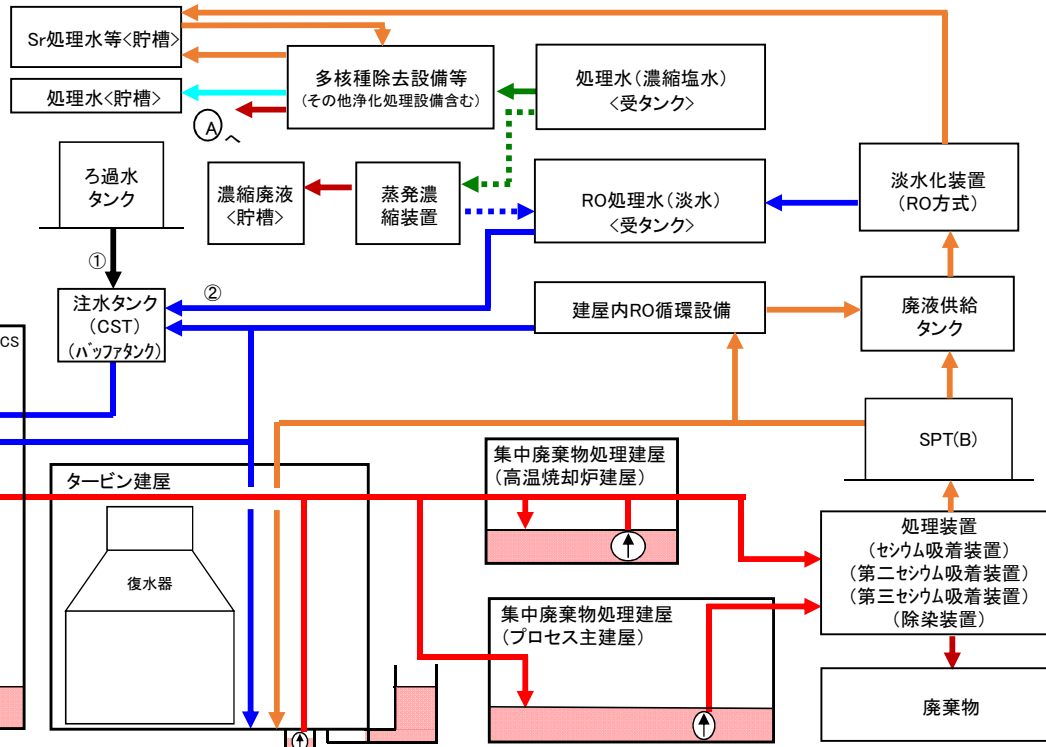 Sr処理水等<貯槽>
処理水<貯槽>
多核種除去設備等
(その他浄化処理設備含む)
処理水(濃縮塩水)
<受タンク>
A へ
ろ過水
タンク
濃縮廃液
<貯槽>
蒸発濃
縮装置
RO処理水(淡水)
<受タンク>
淡水化装置
(RO方式)
①
②
注水タンク
(CST)
(バッファタンク)
建屋内RO循環設備
廃液供給
タンク
CS
SPT(B)
タービン建屋
復水器
集中廃棄物処理建屋
(高温焼却炉建屋)
処理装置
(セシウム吸着装置)
(第二セシウム吸着装置)
(第三セシウム吸着装置)
(除染装置)
集中廃棄物処理建屋
(プロセス主建屋)
廃棄物